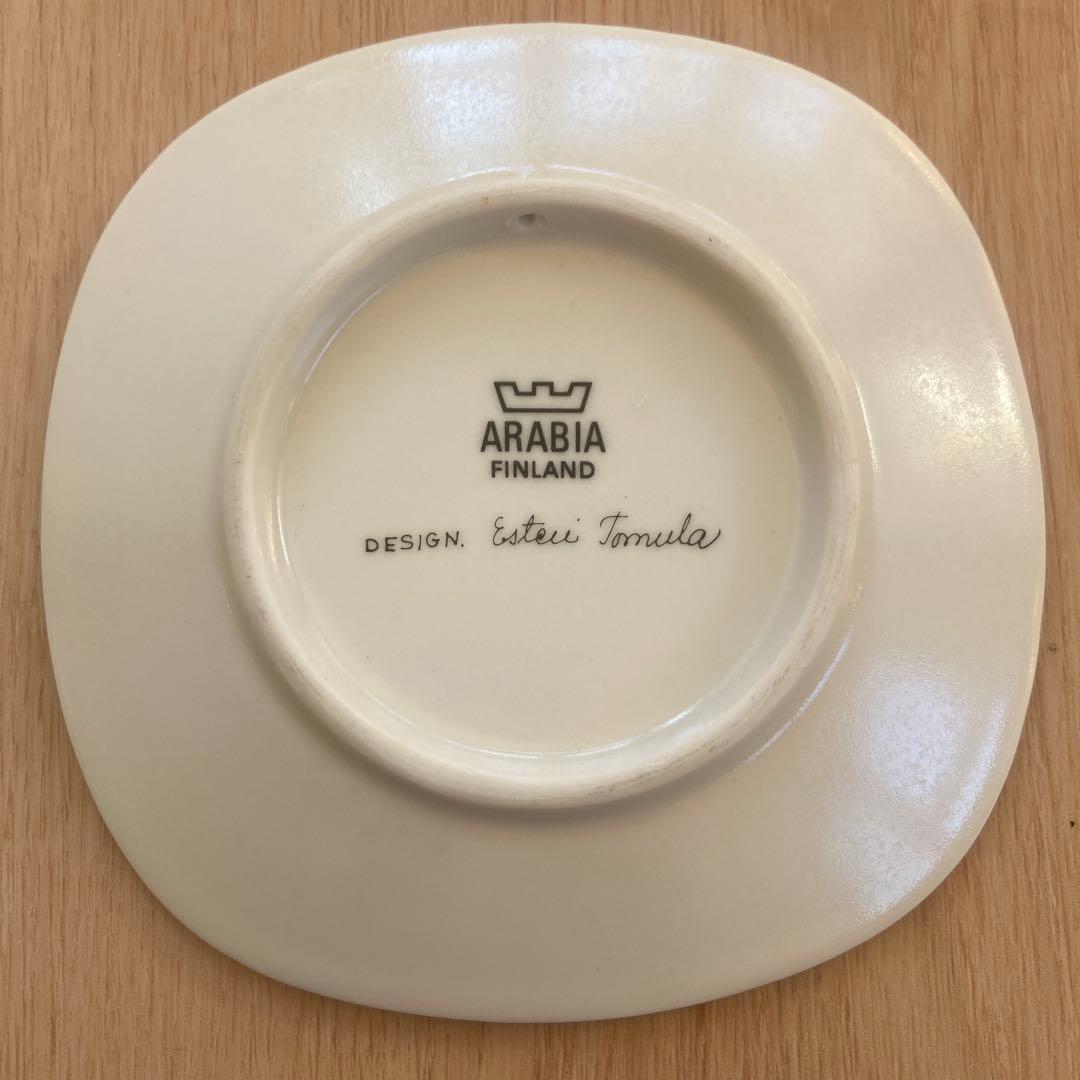 ARABIA
FINLAND
DESIGN. Esteri Tomula